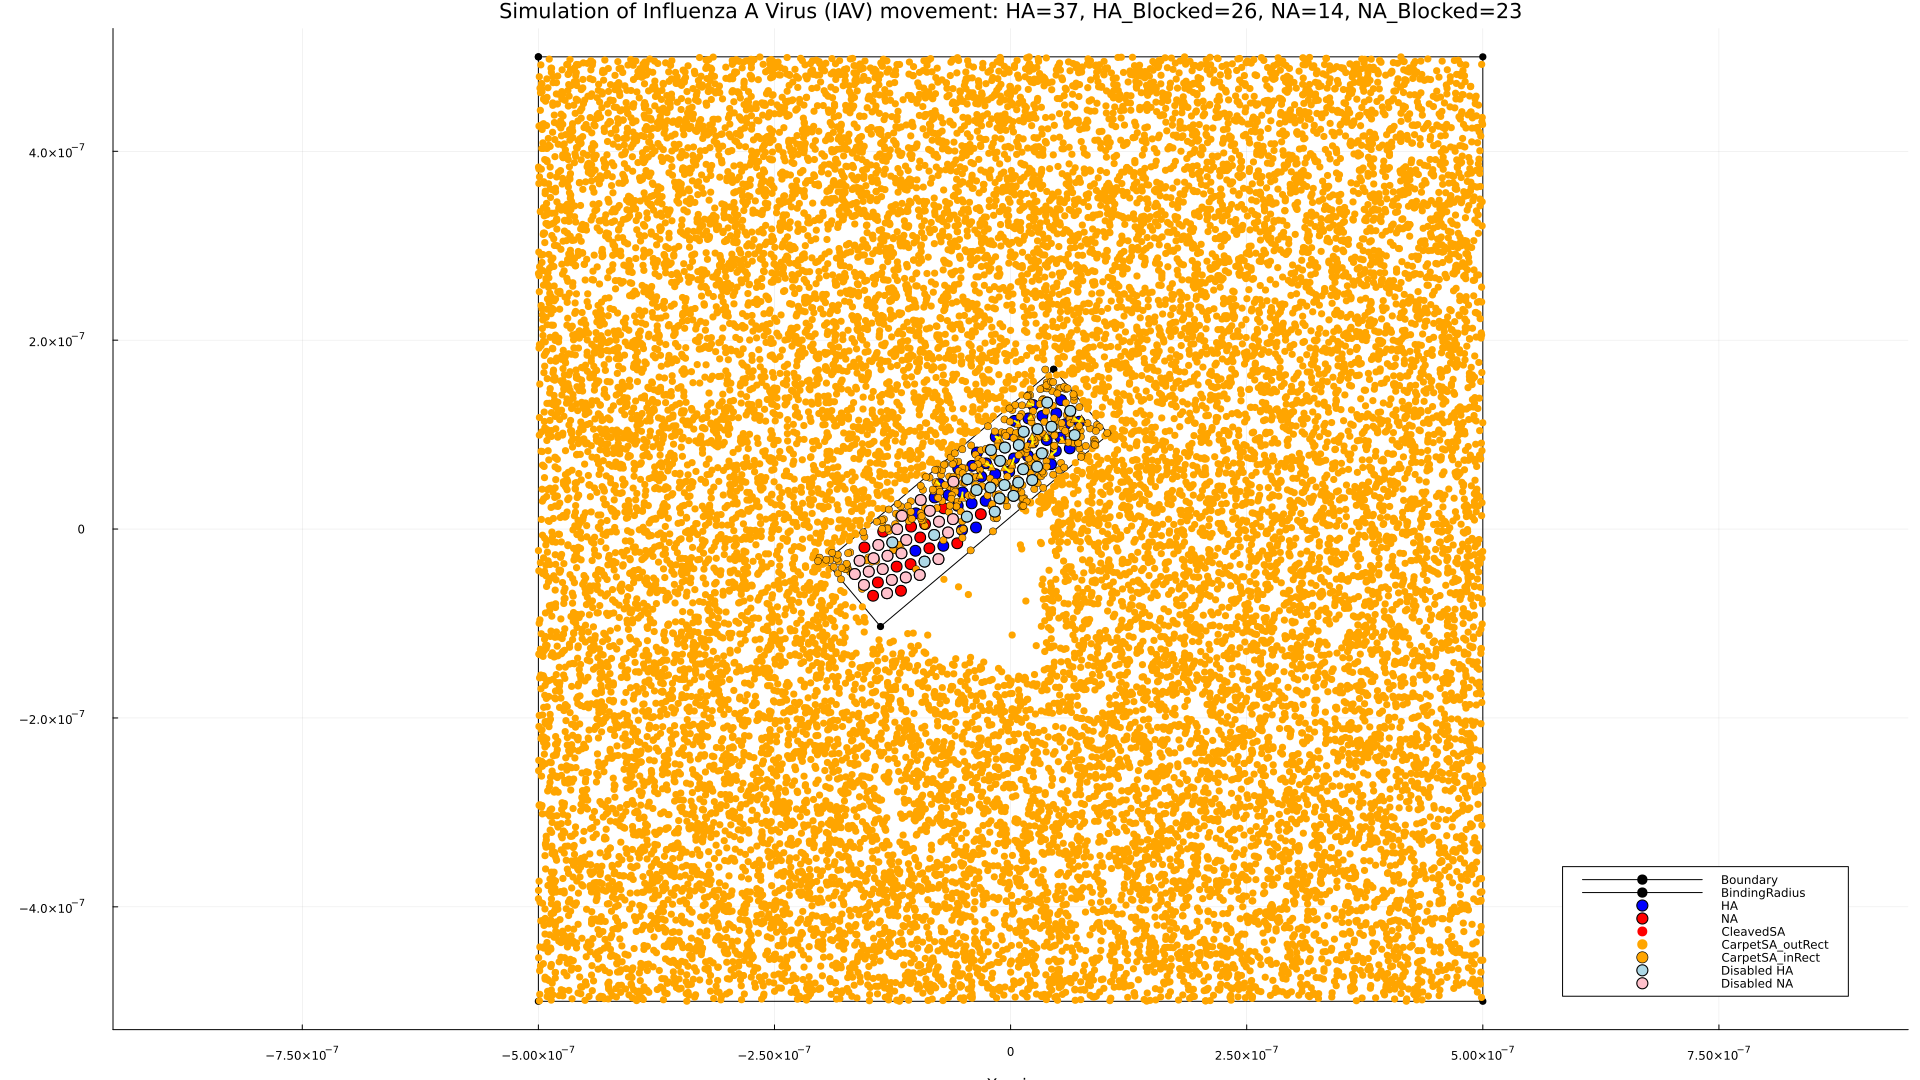 Simulation of Influenza A Virus (IAV) movement: HA=37, HA_Blocked=26, NA=14, NA_Blocked=23
4.0×10⁻⁷
2.0×10⁻⁷
0
−2.0×10⁻⁷
−4.0×10⁻⁷
−7.50×10⁻⁷ −5.00×10⁻⁷ −2.50×10⁻⁷ 0 2.50×10⁻⁷ 5.00×10⁻⁷ 7.50×10⁻⁷
Boundary
BindingRadius
HA
NA
CleavedSA
CarpetSA_outRect
CarpetSA_inRect
Disabled HA
Disabled NA